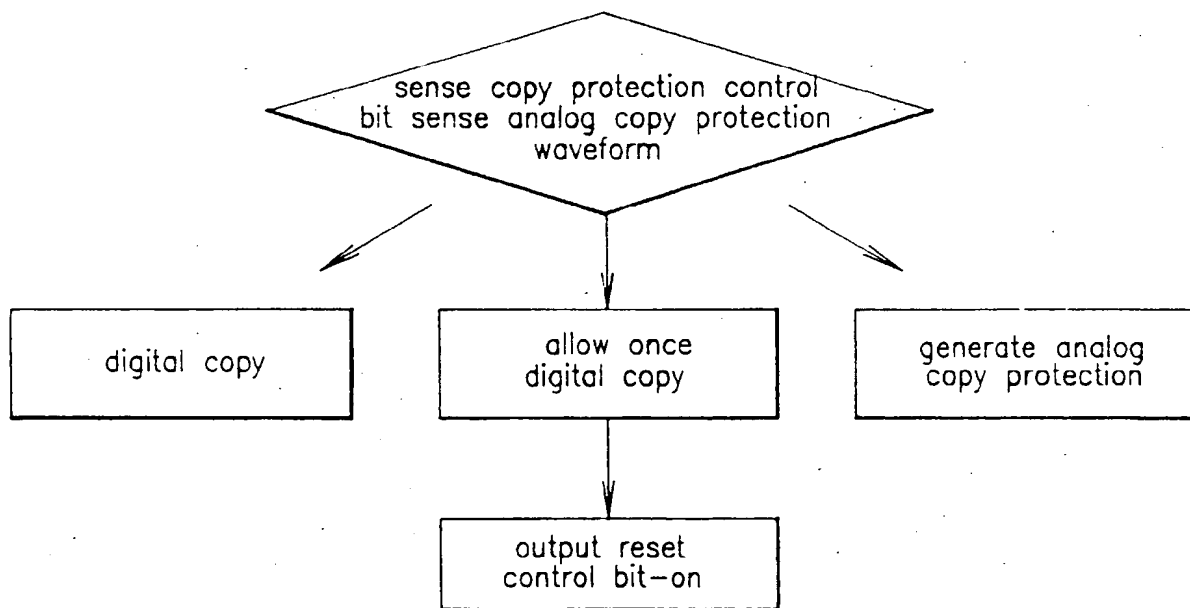 sense copy protection control
bit sense analog copy protection
waveform
digital copy
allow once
digital copy
generate analog
copy protection
output reset
control bit-on